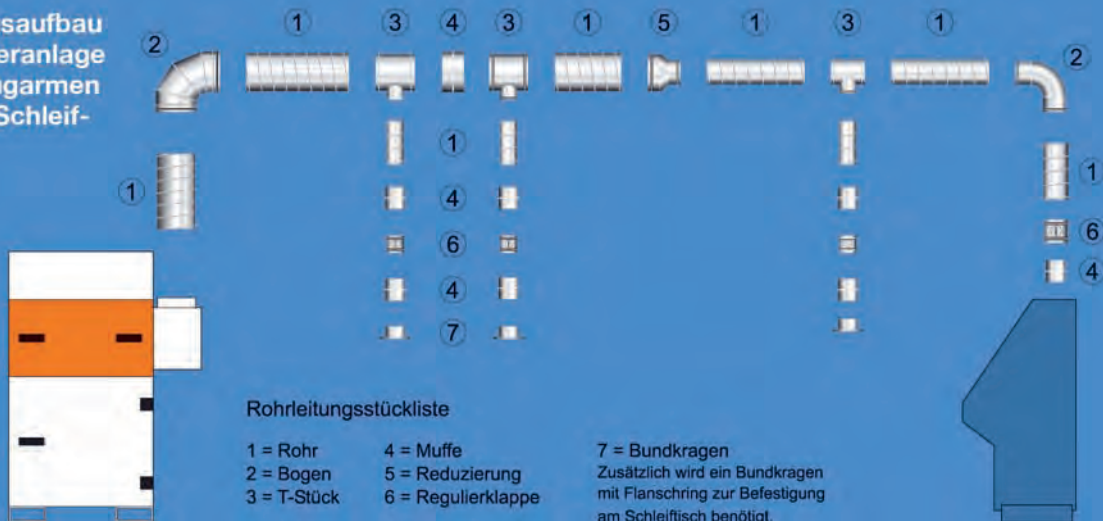 saufbau
eranlage
garmen
Schleif-
1 3 4 3 1 5 1 3 1
2 2
1
4
6
4
7
1
1
6
4
Rohrleitungsstückliste
1 = Rohr
2 = Bogen
3 = T-Stück
4 = Muffe
5 = Reduzierung
6 = Regulierklappe
7 = Bundkragen
Zusätzlich wird ein Bundkragen
mit Flanschring zur Befestigung
am Schleiftisch benötigt.